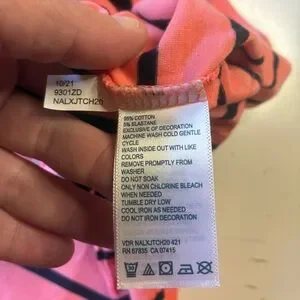 10/21
9301ZD
NALXJTCH20
95% COTTON
5% ELASTANE
EXCLUSIVE OF DECORATION
MACHINE WASH COLD GENTLE
CYCLE
WASH INSIDE OUT WITH LIKE
COLORS
REMOVE PROMPTLY FROM
WASHER
DO NOT SOAK
ONLY NON CHLORINE BLEACH
WHEN NEEDED
TUMBLE DRY LOW
COOL IRON AS NEEDED
DO NOT IRON DECORATION
VDR NALXJTCH20 421
RN 67835 CA 07415